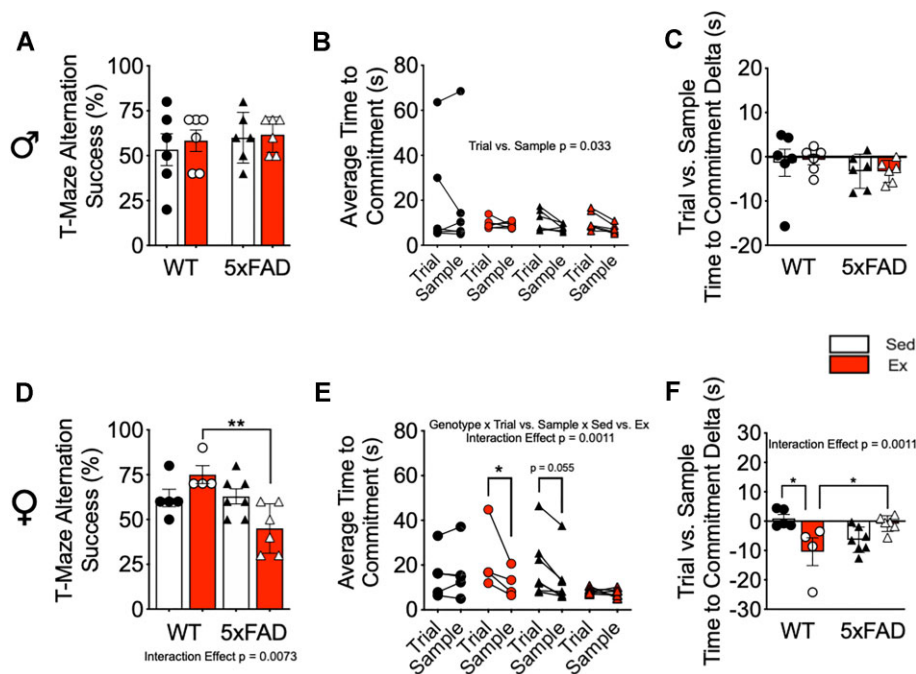 A
T-Maze Alternation
Success (%)
100
75
50
25
0
WT
5xFAD
♂
B
Average Time to
Commitment (s)
80
60
40
20
0
Trial vs. Sample p = 0.033
Trial
Sample
Trial
Sample
Trial
Sample
Trial
Sample
C
Trial vs. Sample
Time to Commitment Delta (s)
20
10
0
-10
-20
WT
5xFAD
Sed
Ex
D
T-Maze Alternation
Success (%)
100
75
50
25
0
**
WT
5xFAD
Interaction Effect p = 0.0073
♀
E
Genotype x Trial vs. Sample x Sed vs. Ex
Interaction Effect p = 0.0011
Average Time to
Commitment (s)
80
60
40
20
0
*
p = 0.055
Trial
Sample
Trial
Sample
Trial
Sample
Trial
Sample
F
Trial vs. Sample
Time to Commitment Delta (s)
30
20
10
0
-10
-20
-30
Interaction Effect p = 0.0011
*
*
WT
5xFAD